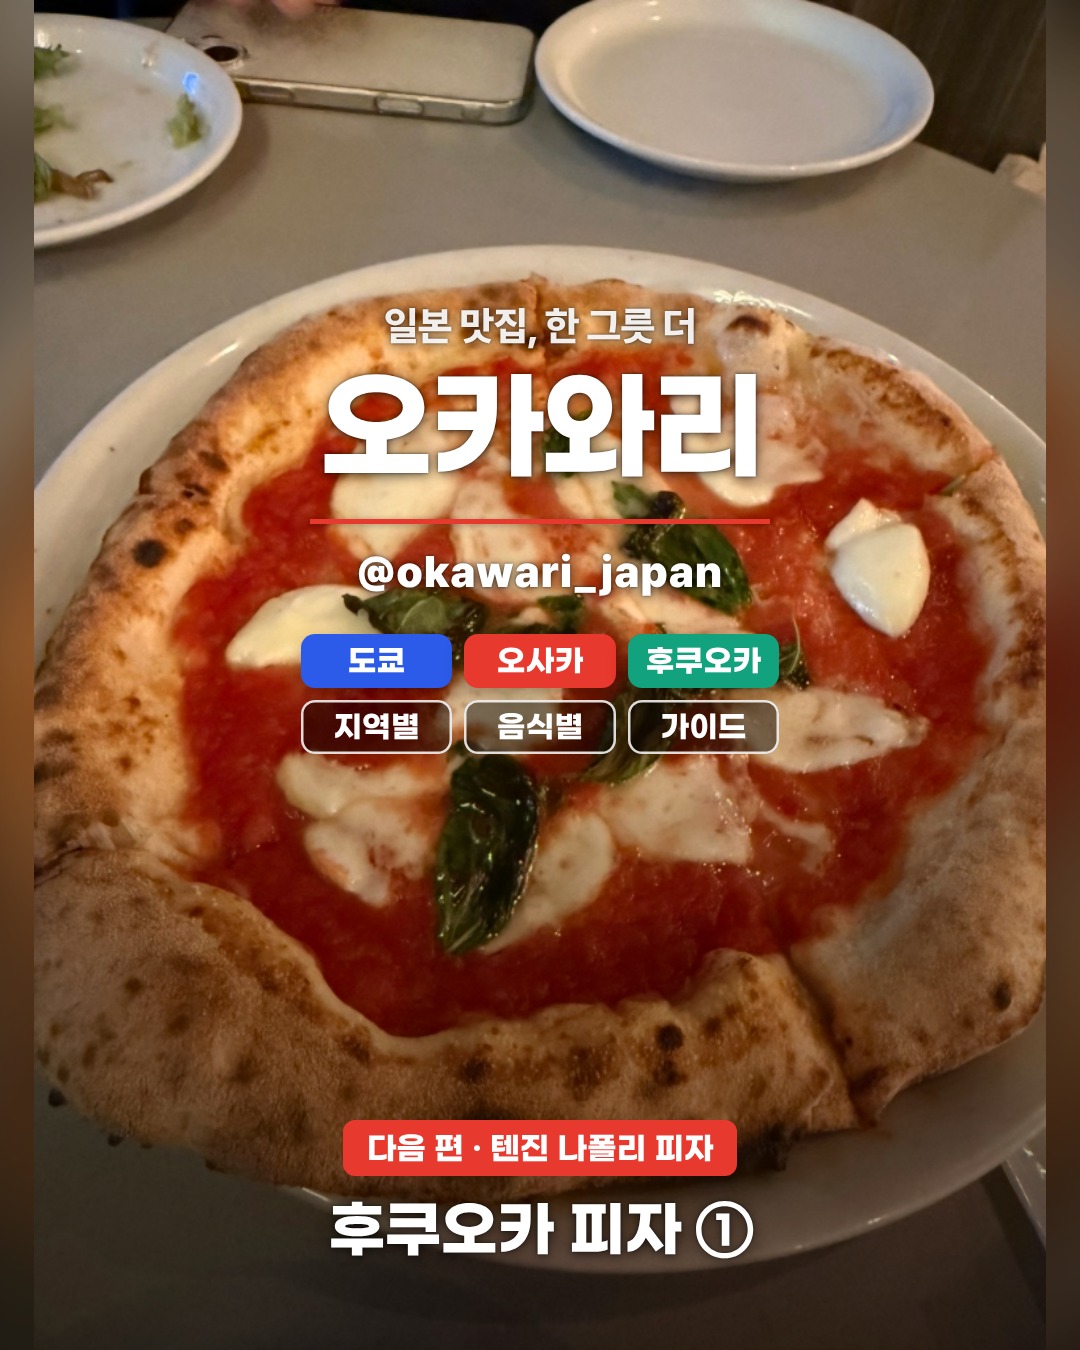 일본 맛집, 한 그릇 더
오카와리
@okawari_japan
도쿄 오사카 후쿠오카
지역별 음식별 가이드
다음 편 · 텐진 나폴리 피자
후쿠오카 피자 ①